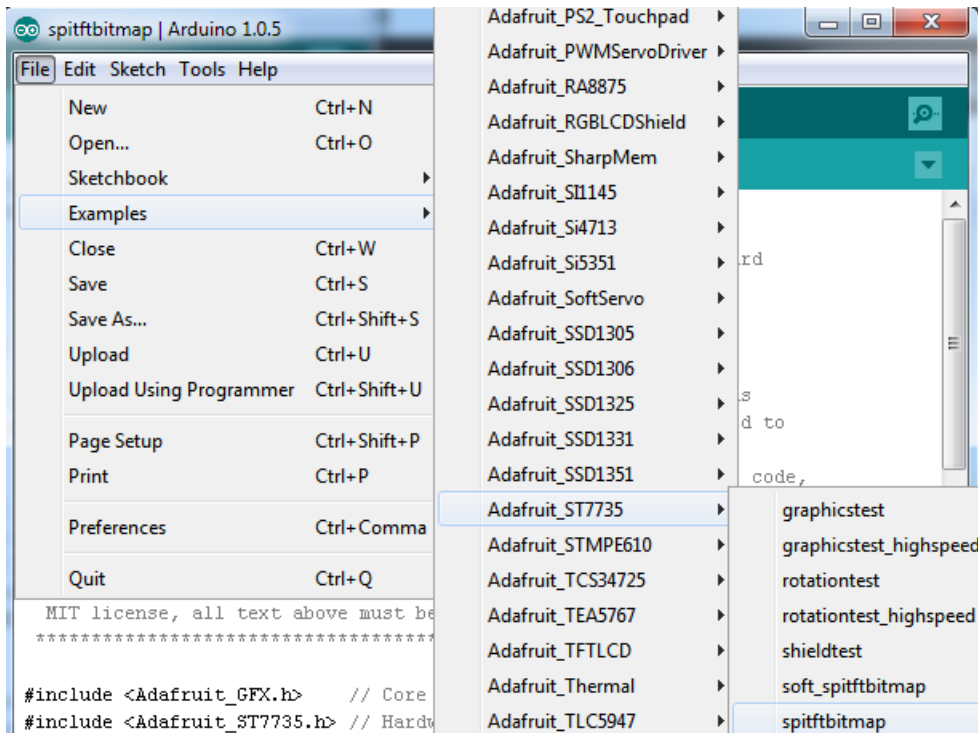 spitftbitmap | Arduino 1.0.5
File Edit Sketch Tools Help
New Ctrl+N
Open... Ctrl+O
Sketchbook
Examples
Close Ctrl+W
Save Ctrl+S
Save As... Ctrl+Shift+S
Upload Ctrl+U
Upload Using Programmer Ctrl+Shift+U
Page Setup Ctrl+Shift+P
Print Ctrl+P
Preferences Ctrl+Comma
Quit Ctrl+Q
Adafruit_PS2_Touchpad
Adafruit_PWMServoDriver
Adafruit_RA8875
Adafruit_RGBLCDShield
Adafruit_SharpMem
Adafruit_SI1145
Adafruit_Si4713
Adafruit_Si5351
Adafruit_SoftServo
Adafruit_SSD1305
Adafruit_SSD1306
Adafruit_SSD1325
Adafruit_SSD1331
Adafruit_SSD1351
Adafruit_ST7735
Adafruit_STMPE610
Adafruit_TCS34725
Adafruit_TEA5767
Adafruit_TFTLCD
Adafruit_Thermal
Adafruit_TLC5947
graphicstest
graphicstest_highspeed
rotationtest
rotationtest_highspeed
shieldtest
soft_spitftbitmap
spitftbitmap
rd
s
d to
code,
MIT license, all text above must be
************************************
#include <Adafruit_GFX.h> // Core
#include <Adafruit_ST7735.h> // Hardw